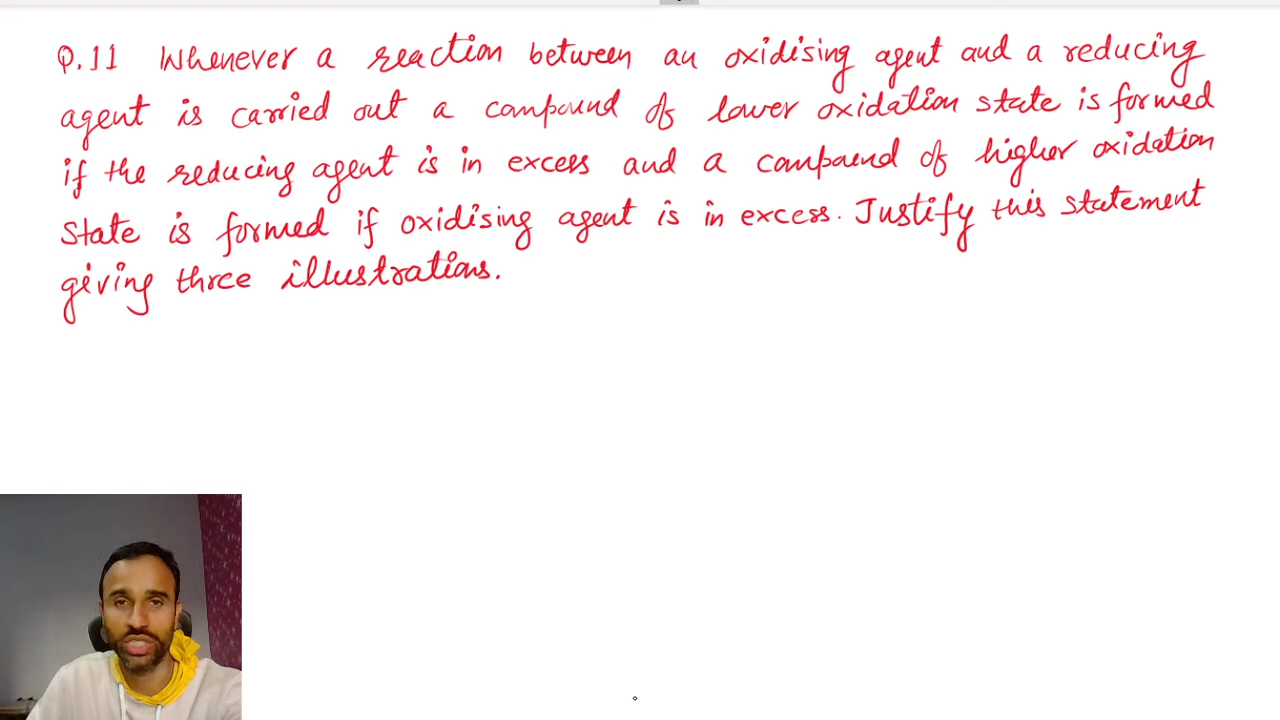 Q.11 Whenever a reaction between an oxidising agent and a reducing
agent is carried out a compound of lower oxidation state is formed
if the reducing agent is in excess and a compound of higher oxidation
state is formed if oxidising agent is in excess. Justify this statement
giving three illustrations.